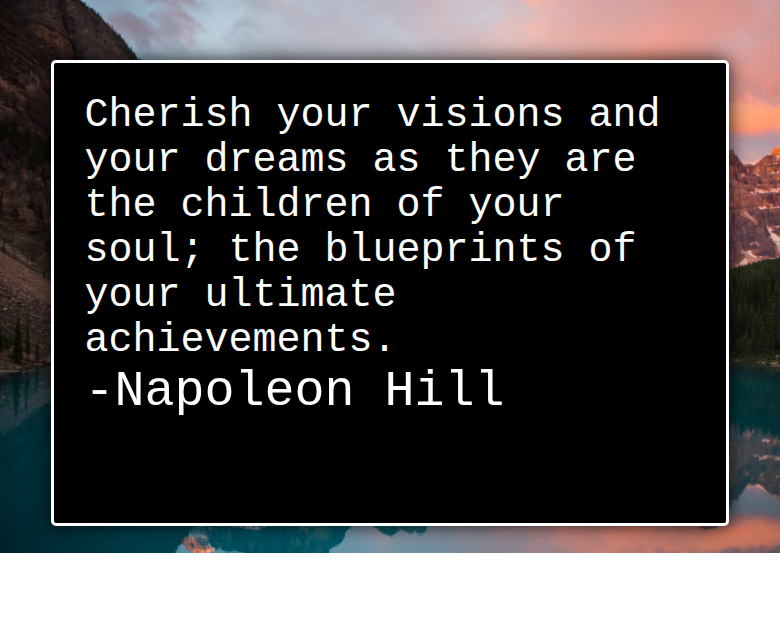 Cherish your visions and
your dreams as they are
the children of your
soul; the blueprints of
your ultimate
achievements.
-Napoleon Hill